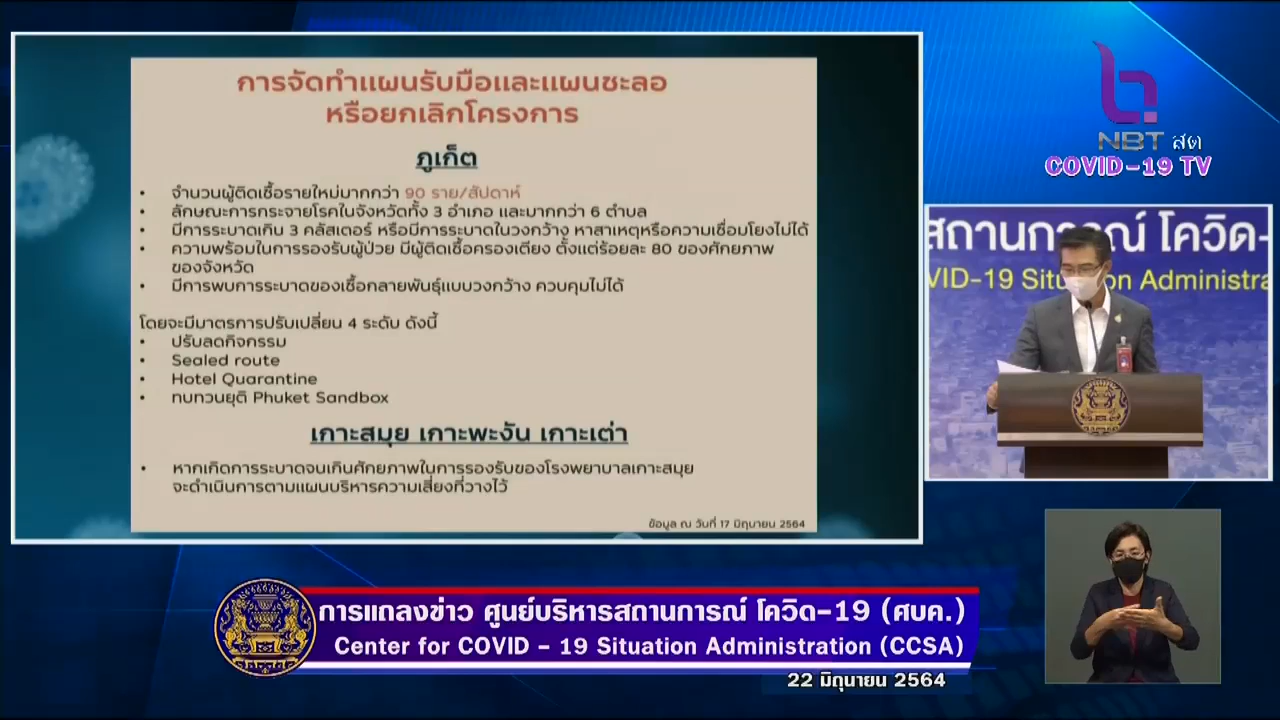 การจัดทำแผนรับมือและแผนชะลอ
หรือยกเลิกโครงการ
ภูเก็ต
• จำนวนผู้ติดเชื้อรายใหม่มากกว่า 90 ราย/สัปดาห์
• ลักษณะการกระจายโรคในจังหวัดทั้ง 3 อำเภอ และมากกว่า 6 ตำบล
• มีการระบาดเกิน 3 คลัสเตอร์ หรือมีการระบาดในวงกว้าง หาสาเหตุหรือความเชื่อมโยงไม่ได้
• ความพร้อมในการรองรับผู้ป่วย มีผู้ติดเชื้อครองเตียง ตั้งแต่ร้อยละ 80 ของศักยภาพ
ของจังหวัด
• มีการพบการระบาดของเชื้อกลายพันธุ์แบบวงกว้าง ควบคุมไม่ได้
โดยจะมีมาตรการปรับเปลี่ยน 4 ระดับ ดังนี้
• ปรับลดกิจกรรม
• Sealed route
• Hotel Quarantine
• ทบทวนยุติ Phuket Sandbox
เกาะสมุย เกาะพะงัน เกาะเต่า
• หากเกิดการระบาดจนเกินศักยภาพในการรองรับของโรงพยาบาลเกาะสมุย
จะดำเนินการตามแผนบริหารความเสี่ยงที่วางไว้
ข้อมูล ณ วันที่ 17 มิถุนายน 2564
NBT สด
COVID-19 TV
สถานการณ์ โควิด-
VID-19 Situation Administra
การแถลงข่าว ศูนย์บริหารสถานการณ์ โควิด-19 (ศบค.)
Center for COVID - 19 Situation Administration (CCSA)
22 มิถุนายน 2564